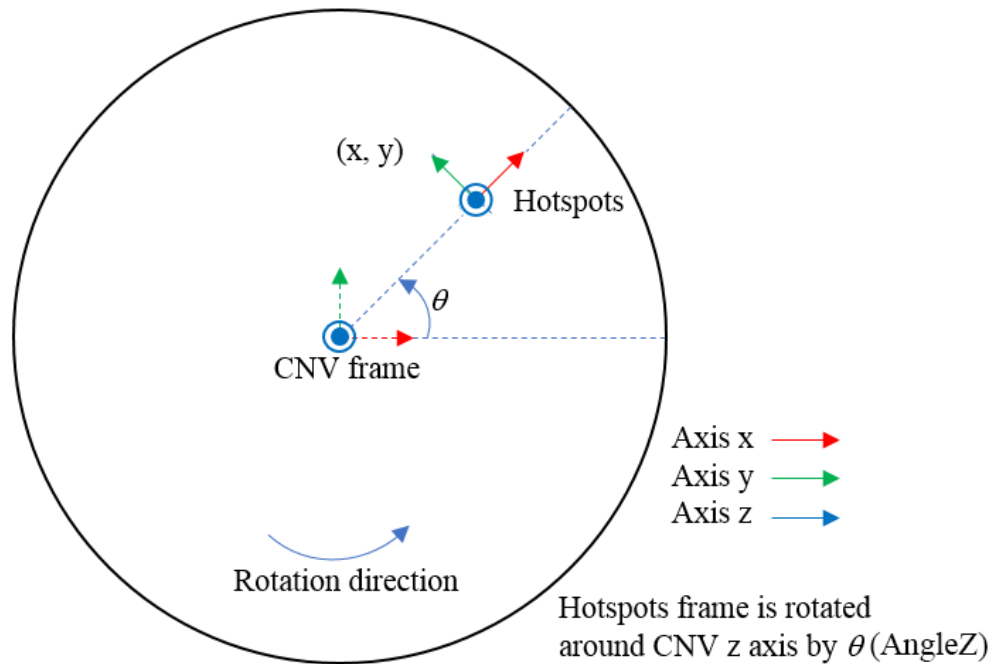 (x, y)
Hotspots
θ
CNV frame
Axis x
Axis y
Axis z
Rotation direction
Hotspots frame is rotated
around CNV z axis by θ (AngleZ)